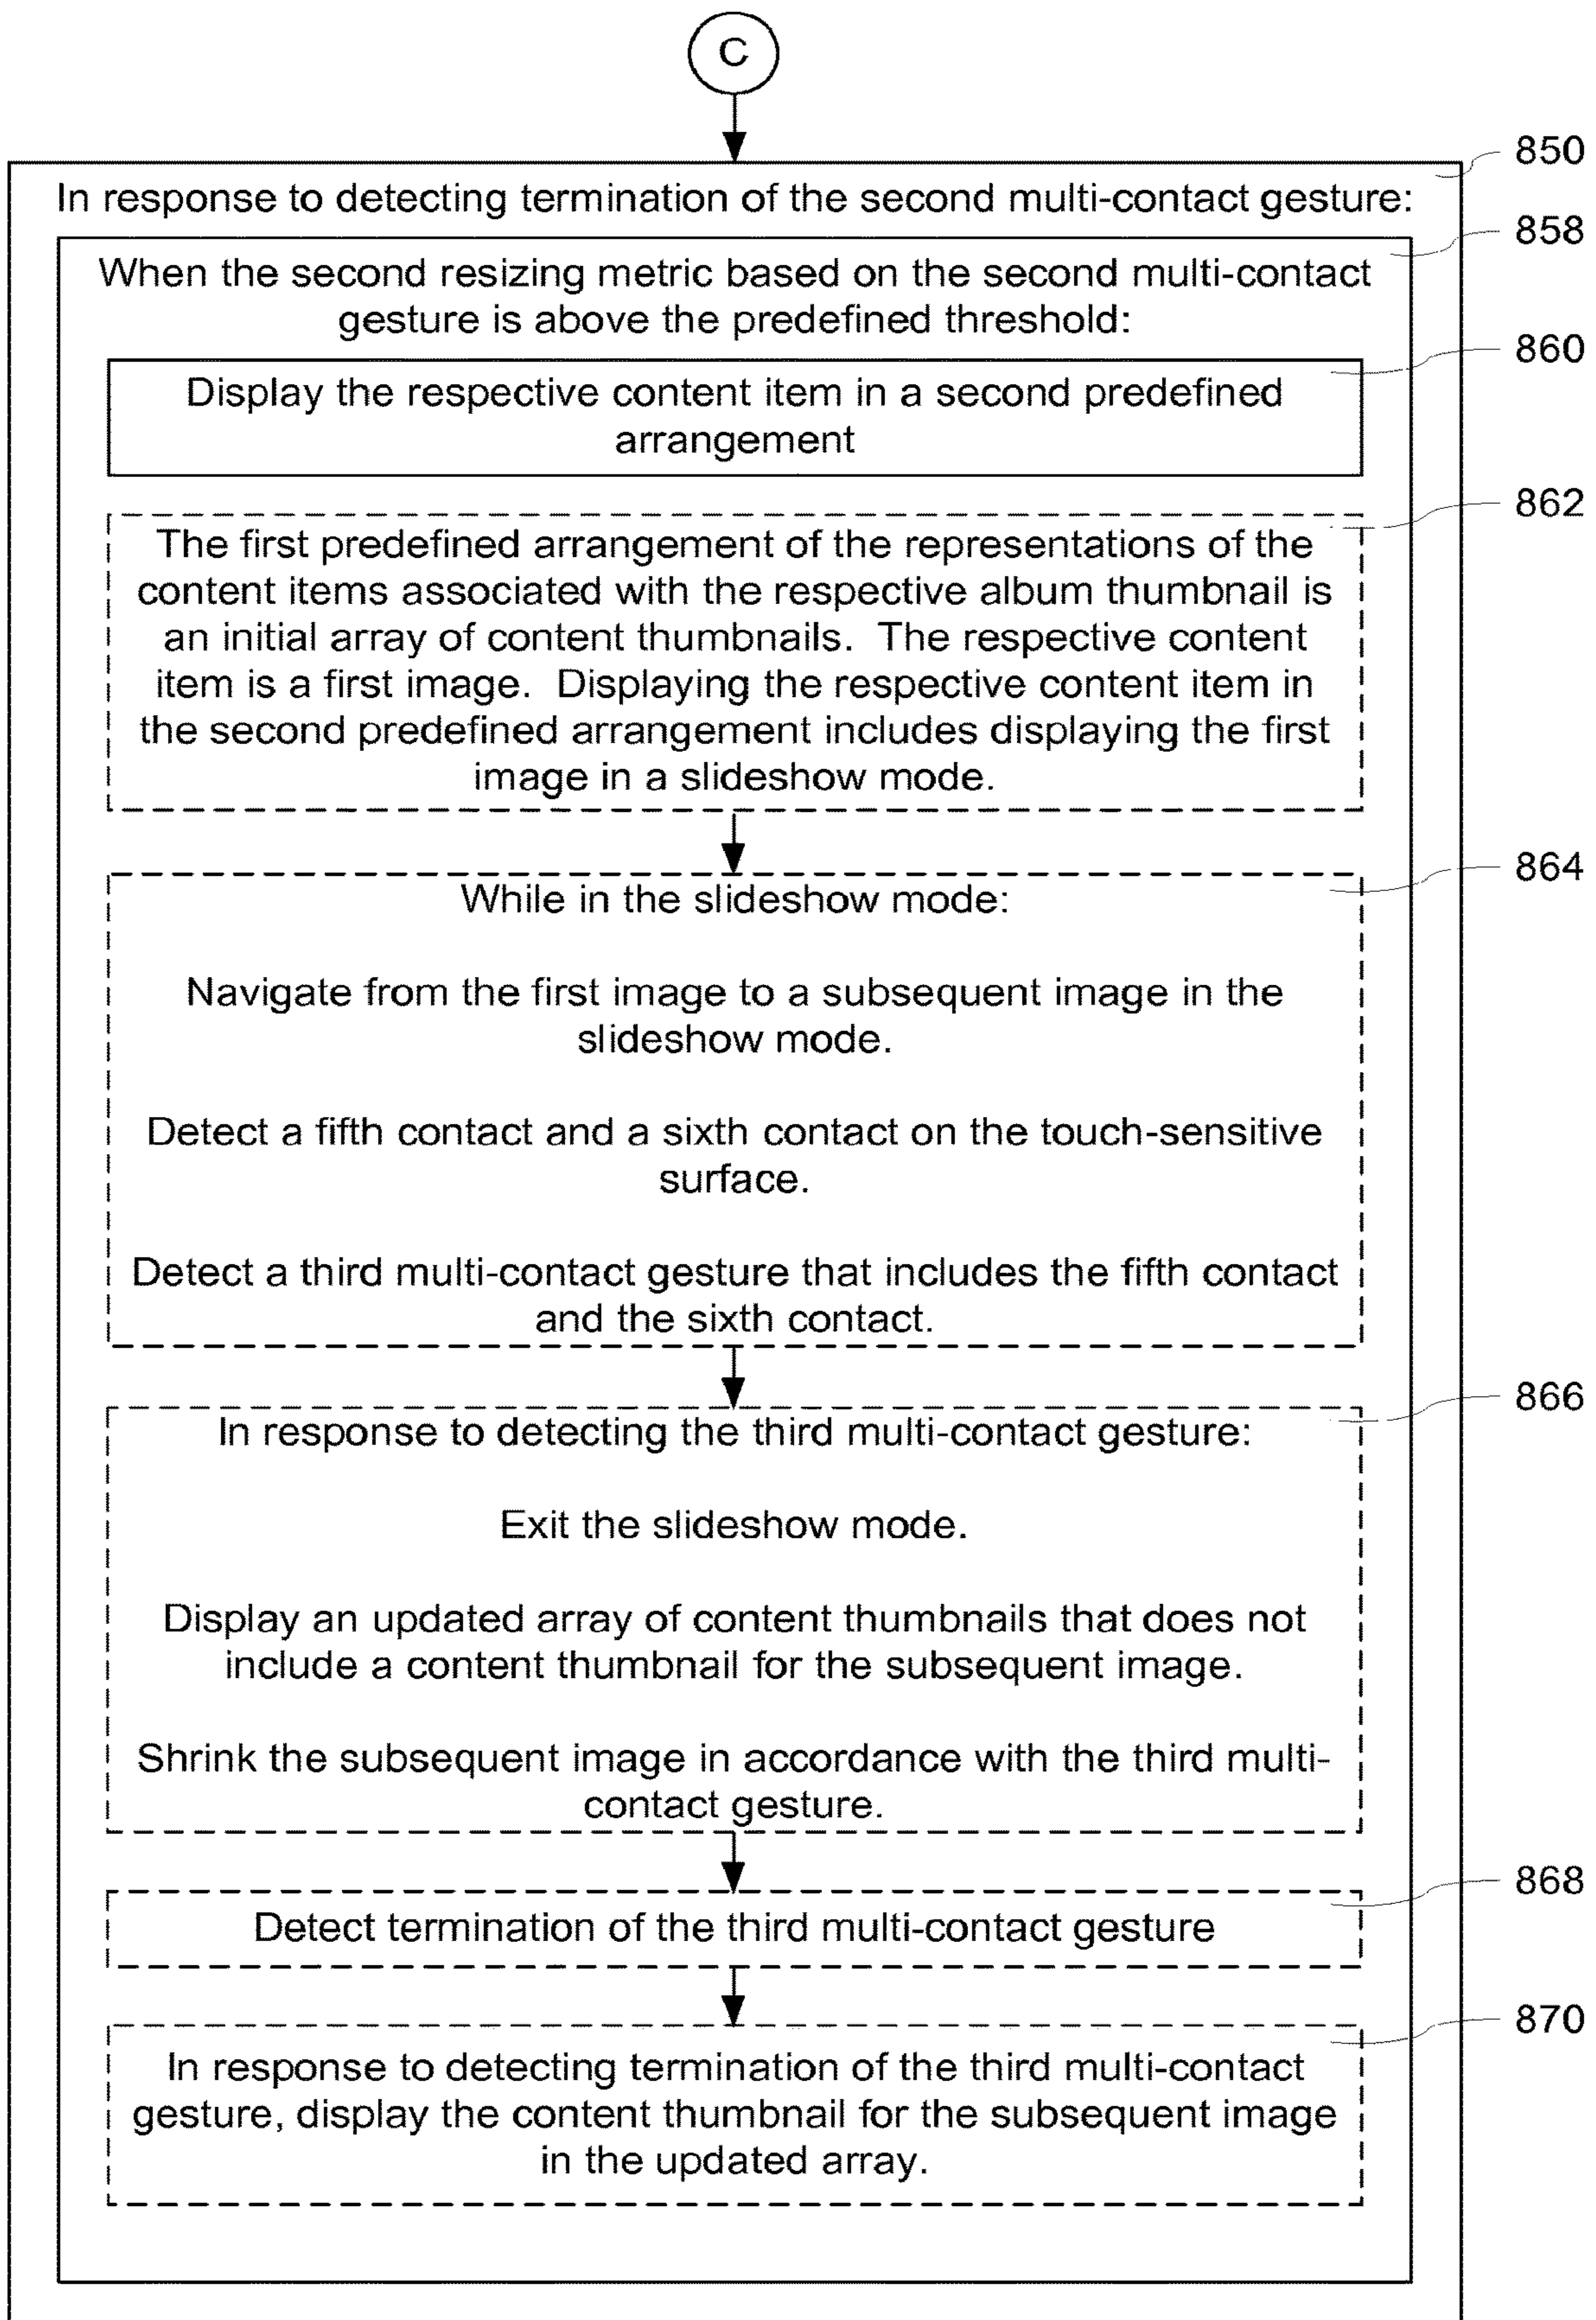 C
850
In response to detecting termination of the second multi-contact gesture:
858
When the second resizing metric based on the second multi-contact
gesture is above the predefined threshold:
860
Display the respective content item in a second predefined
arrangement
862
The first predefined arrangement of the representations of the
content items associated with the respective album thumbnail is
an initial array of content thumbnails.  The respective content
item is a first image.  Displaying the respective content item in
the second predefined arrangement includes displaying the first
image in a slideshow mode.
864
While in the slideshow mode:
Navigate from the first image to a subsequent image in the
slideshow mode.
Detect a fifth contact and a sixth contact on the touch-sensitive
surface.
Detect a third multi-contact gesture that includes the fifth contact
and the sixth contact.
866
In response to detecting the third multi-contact gesture:
Exit the slideshow mode.
Display an updated array of content thumbnails that does not
include a content thumbnail for the subsequent image.
Shrink the subsequent image in accordance with the third multi-
contact gesture.
868
Detect termination of the third multi-contact gesture
870
In response to detecting termination of the third multi-contact
gesture, display the content thumbnail for the subsequent image
in the updated array.